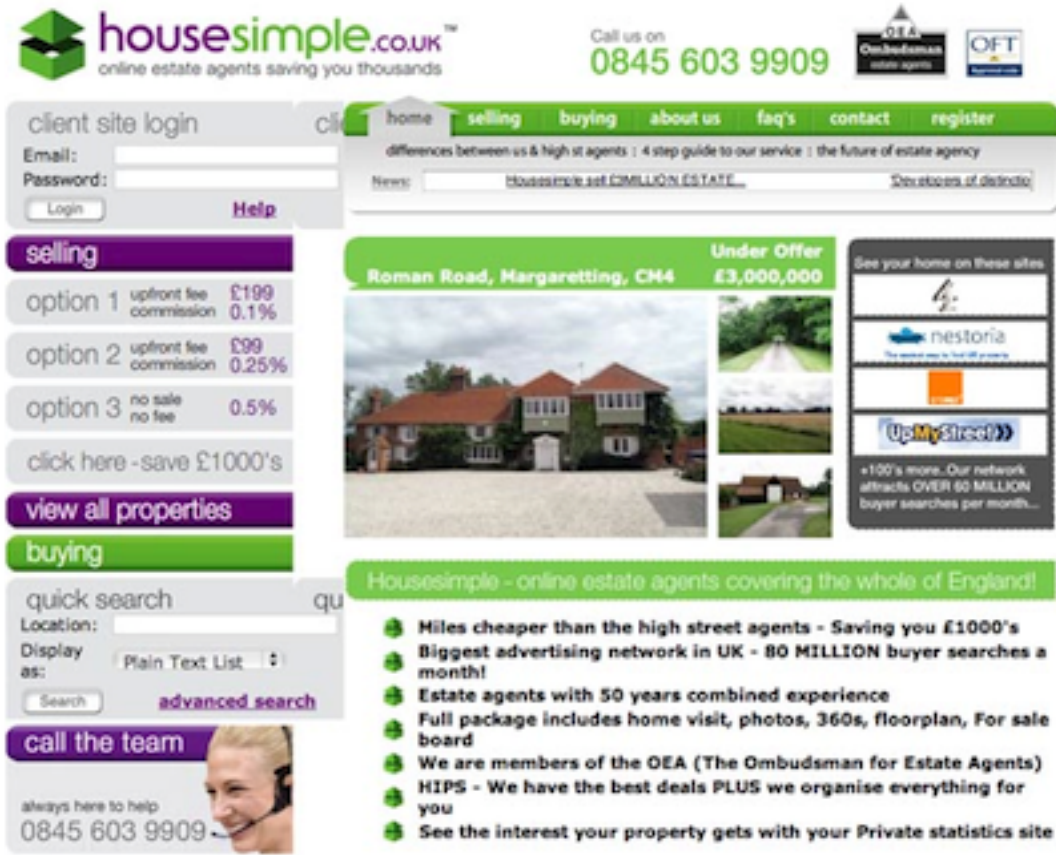 housesimple.co.uk™
online estate agents saving you thousands
Call us on
0845 603 9909
OEA
Ombudsman
estate agents
OFT
client site login
Email:
Password:
Login
Help
home
selling
buying
about us
faq's
contact
register
differences between us & high st agents : 4 step guide to our service : the future of estate agency
News:
Housesimple sell £3MILLION ESTATE...
'Developers of distinctio
selling
option 1 upfront fee £199
commission 0.1%
option 2 upfront fee £99
commission 0.25%
option 3 no sale
no fee 0.5%
click here - save £1000's
view all properties
buying
quick search
Location:
Display as:
Plain Text List
Search
advanced search
call the team
always here to help
0845 603 9909
Under Offer
Roman Road, Margaretting, CM4 £3,000,000
See your home on these sites
nestoria
UpMyStreet
+100's more..Our network
attracts OVER 60 MILLION
buyer searches per month...
Housesimple - online estate agents covering the whole of England!
Miles cheaper than the high street agents - Saving you £1000's
Biggest advertising network in UK - 80 MILLION buyer searches a
month!
Estate agents with 50 years combined experience
Full package includes home visit, photos, 360s, floorplan, For sale
board
We are members of the OEA (The Ombudsman for Estate Agents)
HIPS - We have the best deals PLUS we organise everything for
you
See the interest your property gets with your Private statistics site